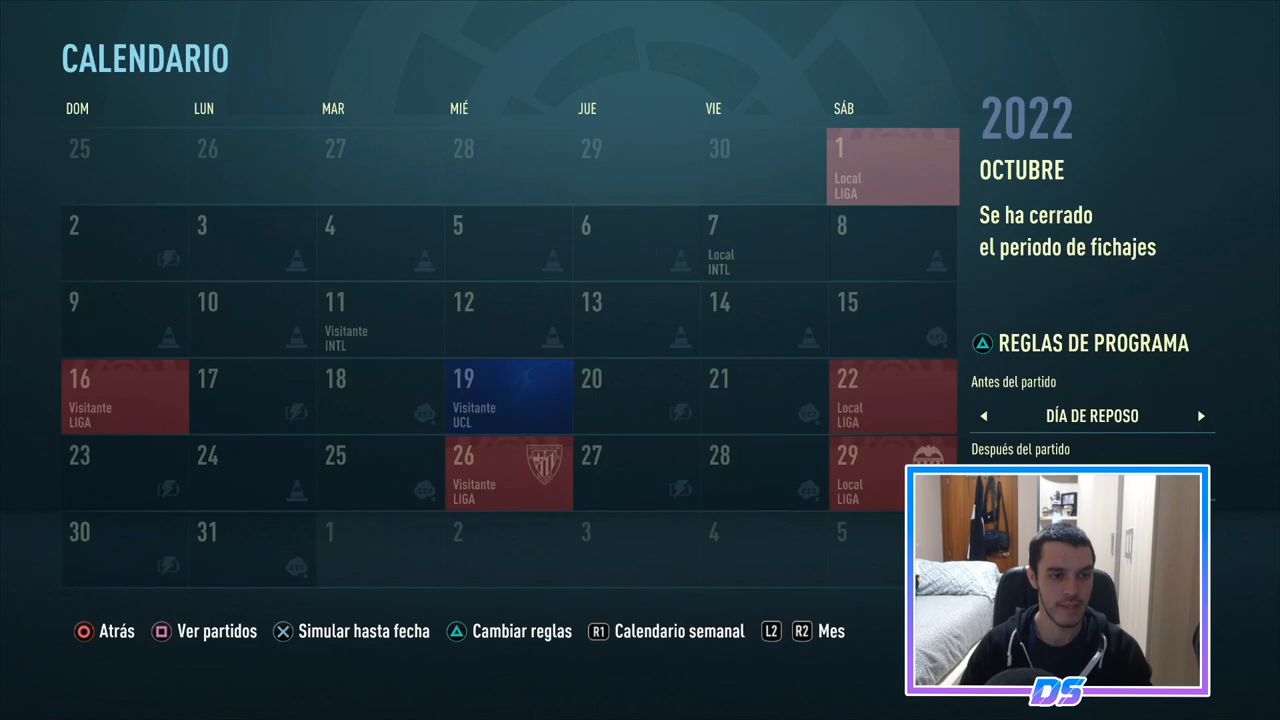 CALENDARIO
DOM LUN MAR MIÉ JUE VIE SÁB
25 26 27 28 29 30 1
Local
LIGA
2 3 4 5 6 7 8
Local
INTL
9 10 11 12 13 14 15
Visitante
INTL
16 17 18 19 20 21 22
Visitante Visitante Local
LIGA UCL LIGA
23 24 25 26 27 28 29
Visitante Local
LIGA LIGA
30 31 1 2 3 4 5
2022
OCTUBRE
Se ha cerrado
el periodo de fichajes
REGLAS DE PROGRAMA
Antes del partido
DÍA DE REPOSO
Después del partido
Atrás Ver partidos Simular hasta fecha Cambiar reglas R1 Calendario semanal L2 R2 Mes
DS